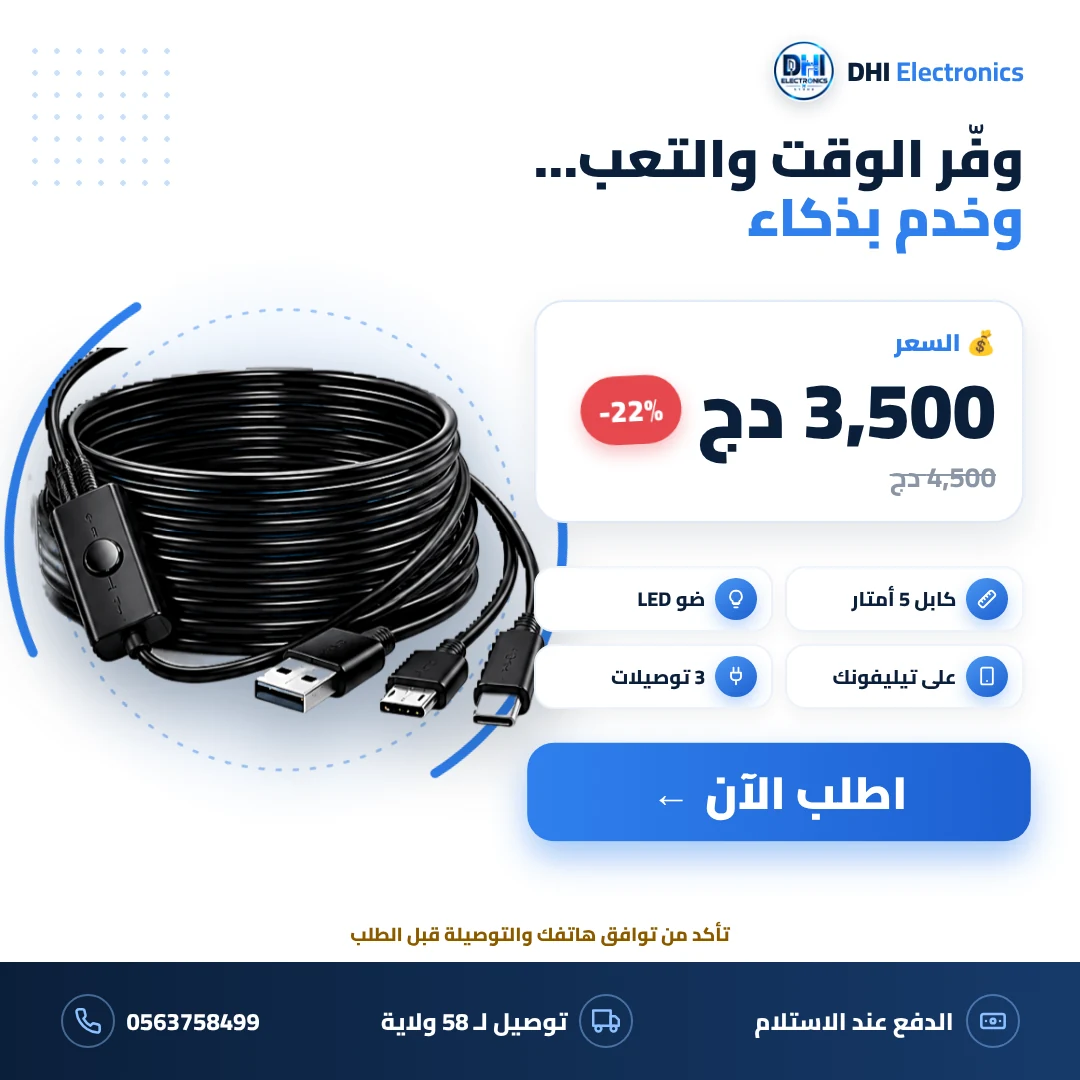 DHI Electronics
DHI
ELECTRONICS
وفّر الوقت والتعب...
وخدم بذكاء
💰 السعر
3,500 دج
-22%
4,500 دج
كابل 5 أمتار
ضو LED
على تيليفونك
3 توصيلات
اطلب الآن ←
تأكد من توافق هاتفك والتوصيلة قبل الطلب
الدفع عند الاستلام
توصيل لـ 58 ولاية
0563758499